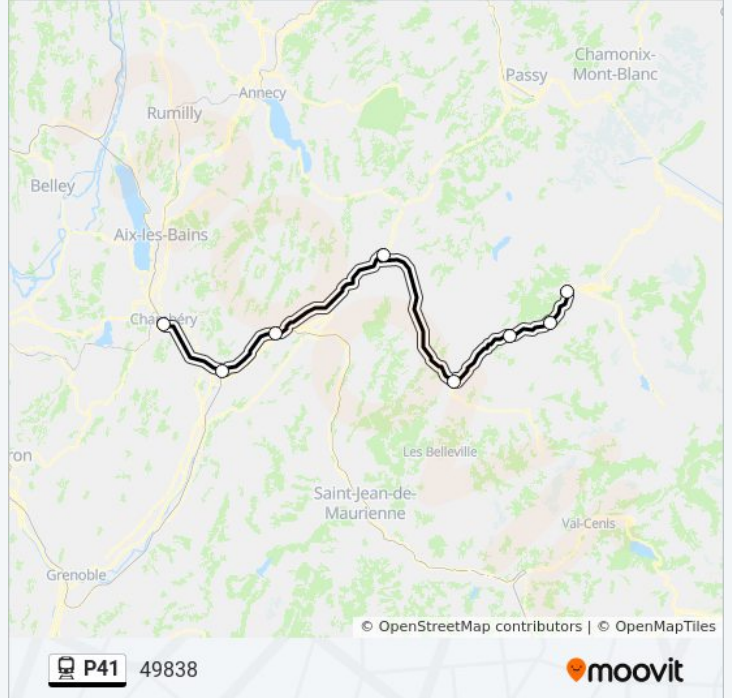 Chamonix-
Mont-Blanc
Passy
Annecy
Rumilly
Belley
Aix-les-Bains
Chambéry
Les Belleville
ron
Saint-Jean-de-
Maurienne
Val-Cenis
Grenoble
© OpenStreetMap contributors | © OpenMapTiles
P41 49838
moovit